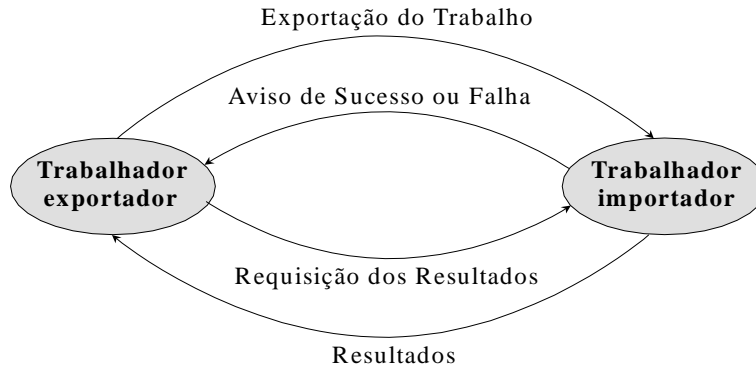 Exportação do Trabalho
Aviso de Sucesso ou Falha
Trabalhador
exportador
Trabalhador
importador
Requisição dos Resultados
Resultados